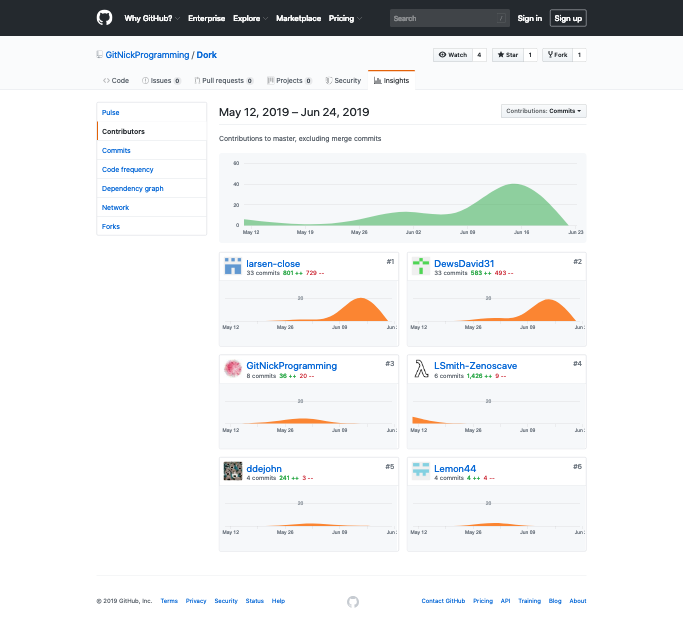 Why GitHub? Enterprise Explore Marketplace Pricing Search / Sign in Sign up
GitNickProgramming / Dork Watch 4 Star 1 Fork 1
Code Issues 0 Pull requests 0 Projects 0 Security Insights
Pulse
Contributors
Commits
Code frequency
Dependency graph
Network
Forks
May 12, 2019 – Jun 24, 2019 Contributions: Commits
Contributions to master, excluding merge commits
60
40
20
0
May 12 May 19 May 26 Jun 02 Jun 09 Jun 16 Jun 23
larsen-close #1
33 commits 801 ++ 729 --
20
May 12 May 26 Jun 09 Jun
DewsDavid31 #2
33 commits 583 ++ 493 --
20
May 12 May 26 Jun 09 Jun
GitNickProgramming #3
8 commits 36 ++ 20 --
20
May 12 May 26 Jun 09 Jun
LSmith-Zenoscave #4
6 commits 1,426 ++ 9 --
20
May 12 May 26 Jun 09 Jun
ddejohn #5
4 commits 241 ++ 3 --
20
May 12 May 26 Jun 09 Jun
Lemon44 #6
4 commits 4 ++ 4 --
20
May 12 May 26 Jun 09 Jun
© 2019 GitHub, Inc. Terms Privacy Security Status Help Contact GitHub Pricing API Training Blog About